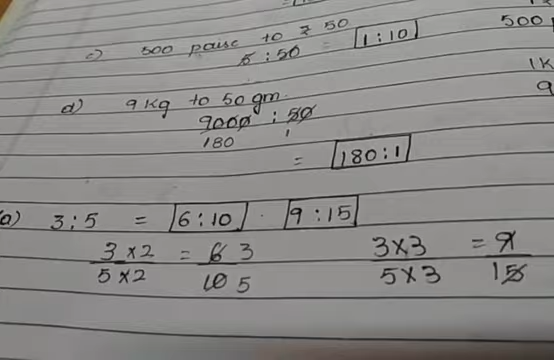 c) 500 paise to ₹ 50
5 : 50 = 1 : 10
500
1K
d) 9 Kg to 50 gm.
9
9000 : 50
180 1
= 180 : 1
a) 3 : 5 = 6 : 10 . 9 : 15
3 × 2 / 5 × 2 = 6 3 / 10 5
3 × 3 / 5 × 3 = 9 / 15